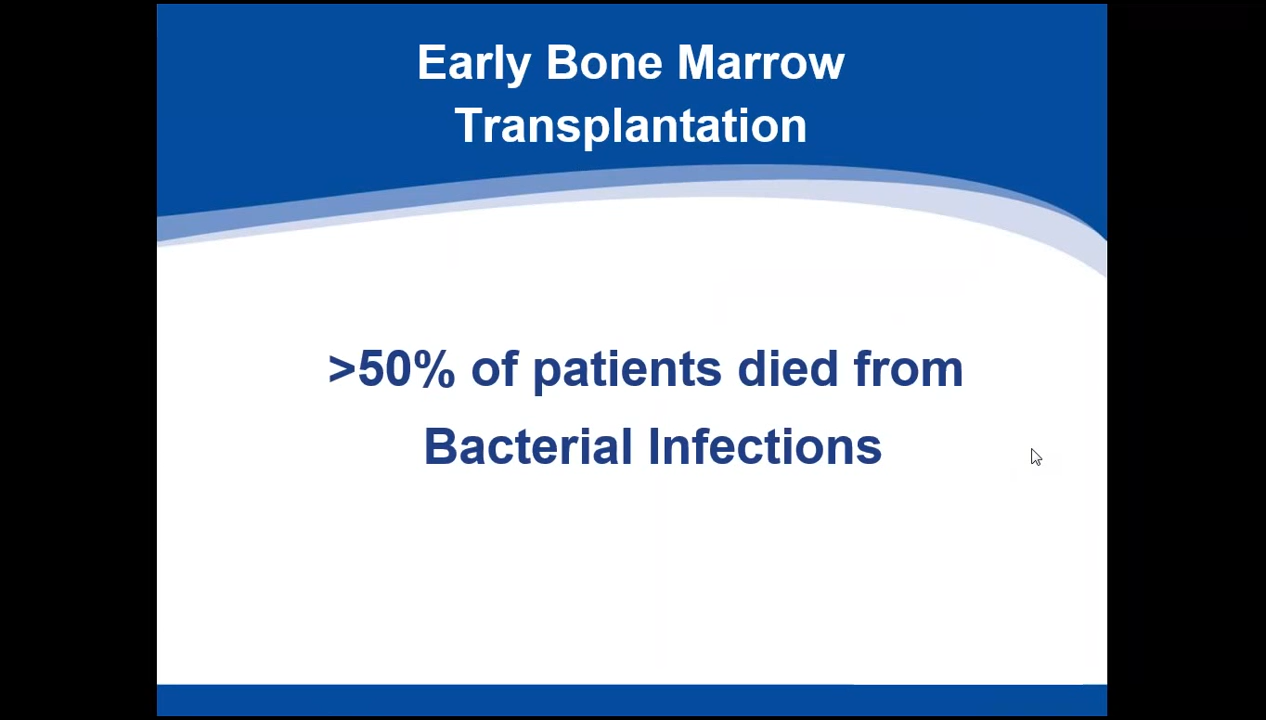 Early Bone Marrow
Transplantation
>50% of patients died from
Bacterial Infections